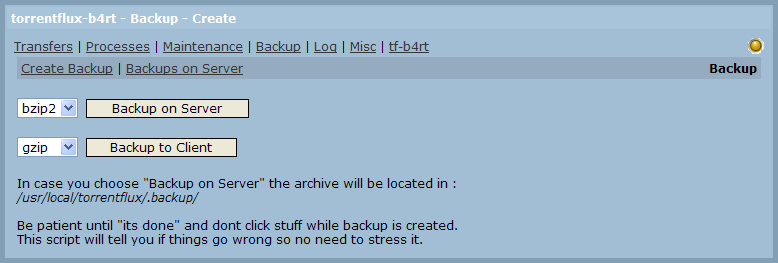 torrentflux-b4rt - Backup - Create
Transfers | Processes | Maintenance | Backup | Log | Misc | tf-b4rt
Create Backup | Backups on Server Backup
bzip2 Backup on Server
gzip Backup to Client
In case you choose "Backup on Server" the archive will be located in :
/usr/local/torrentflux/.backup/
Be patient until "its done" and dont click stuff while backup is created.
This script will tell you if things go wrong so no need to stress it.